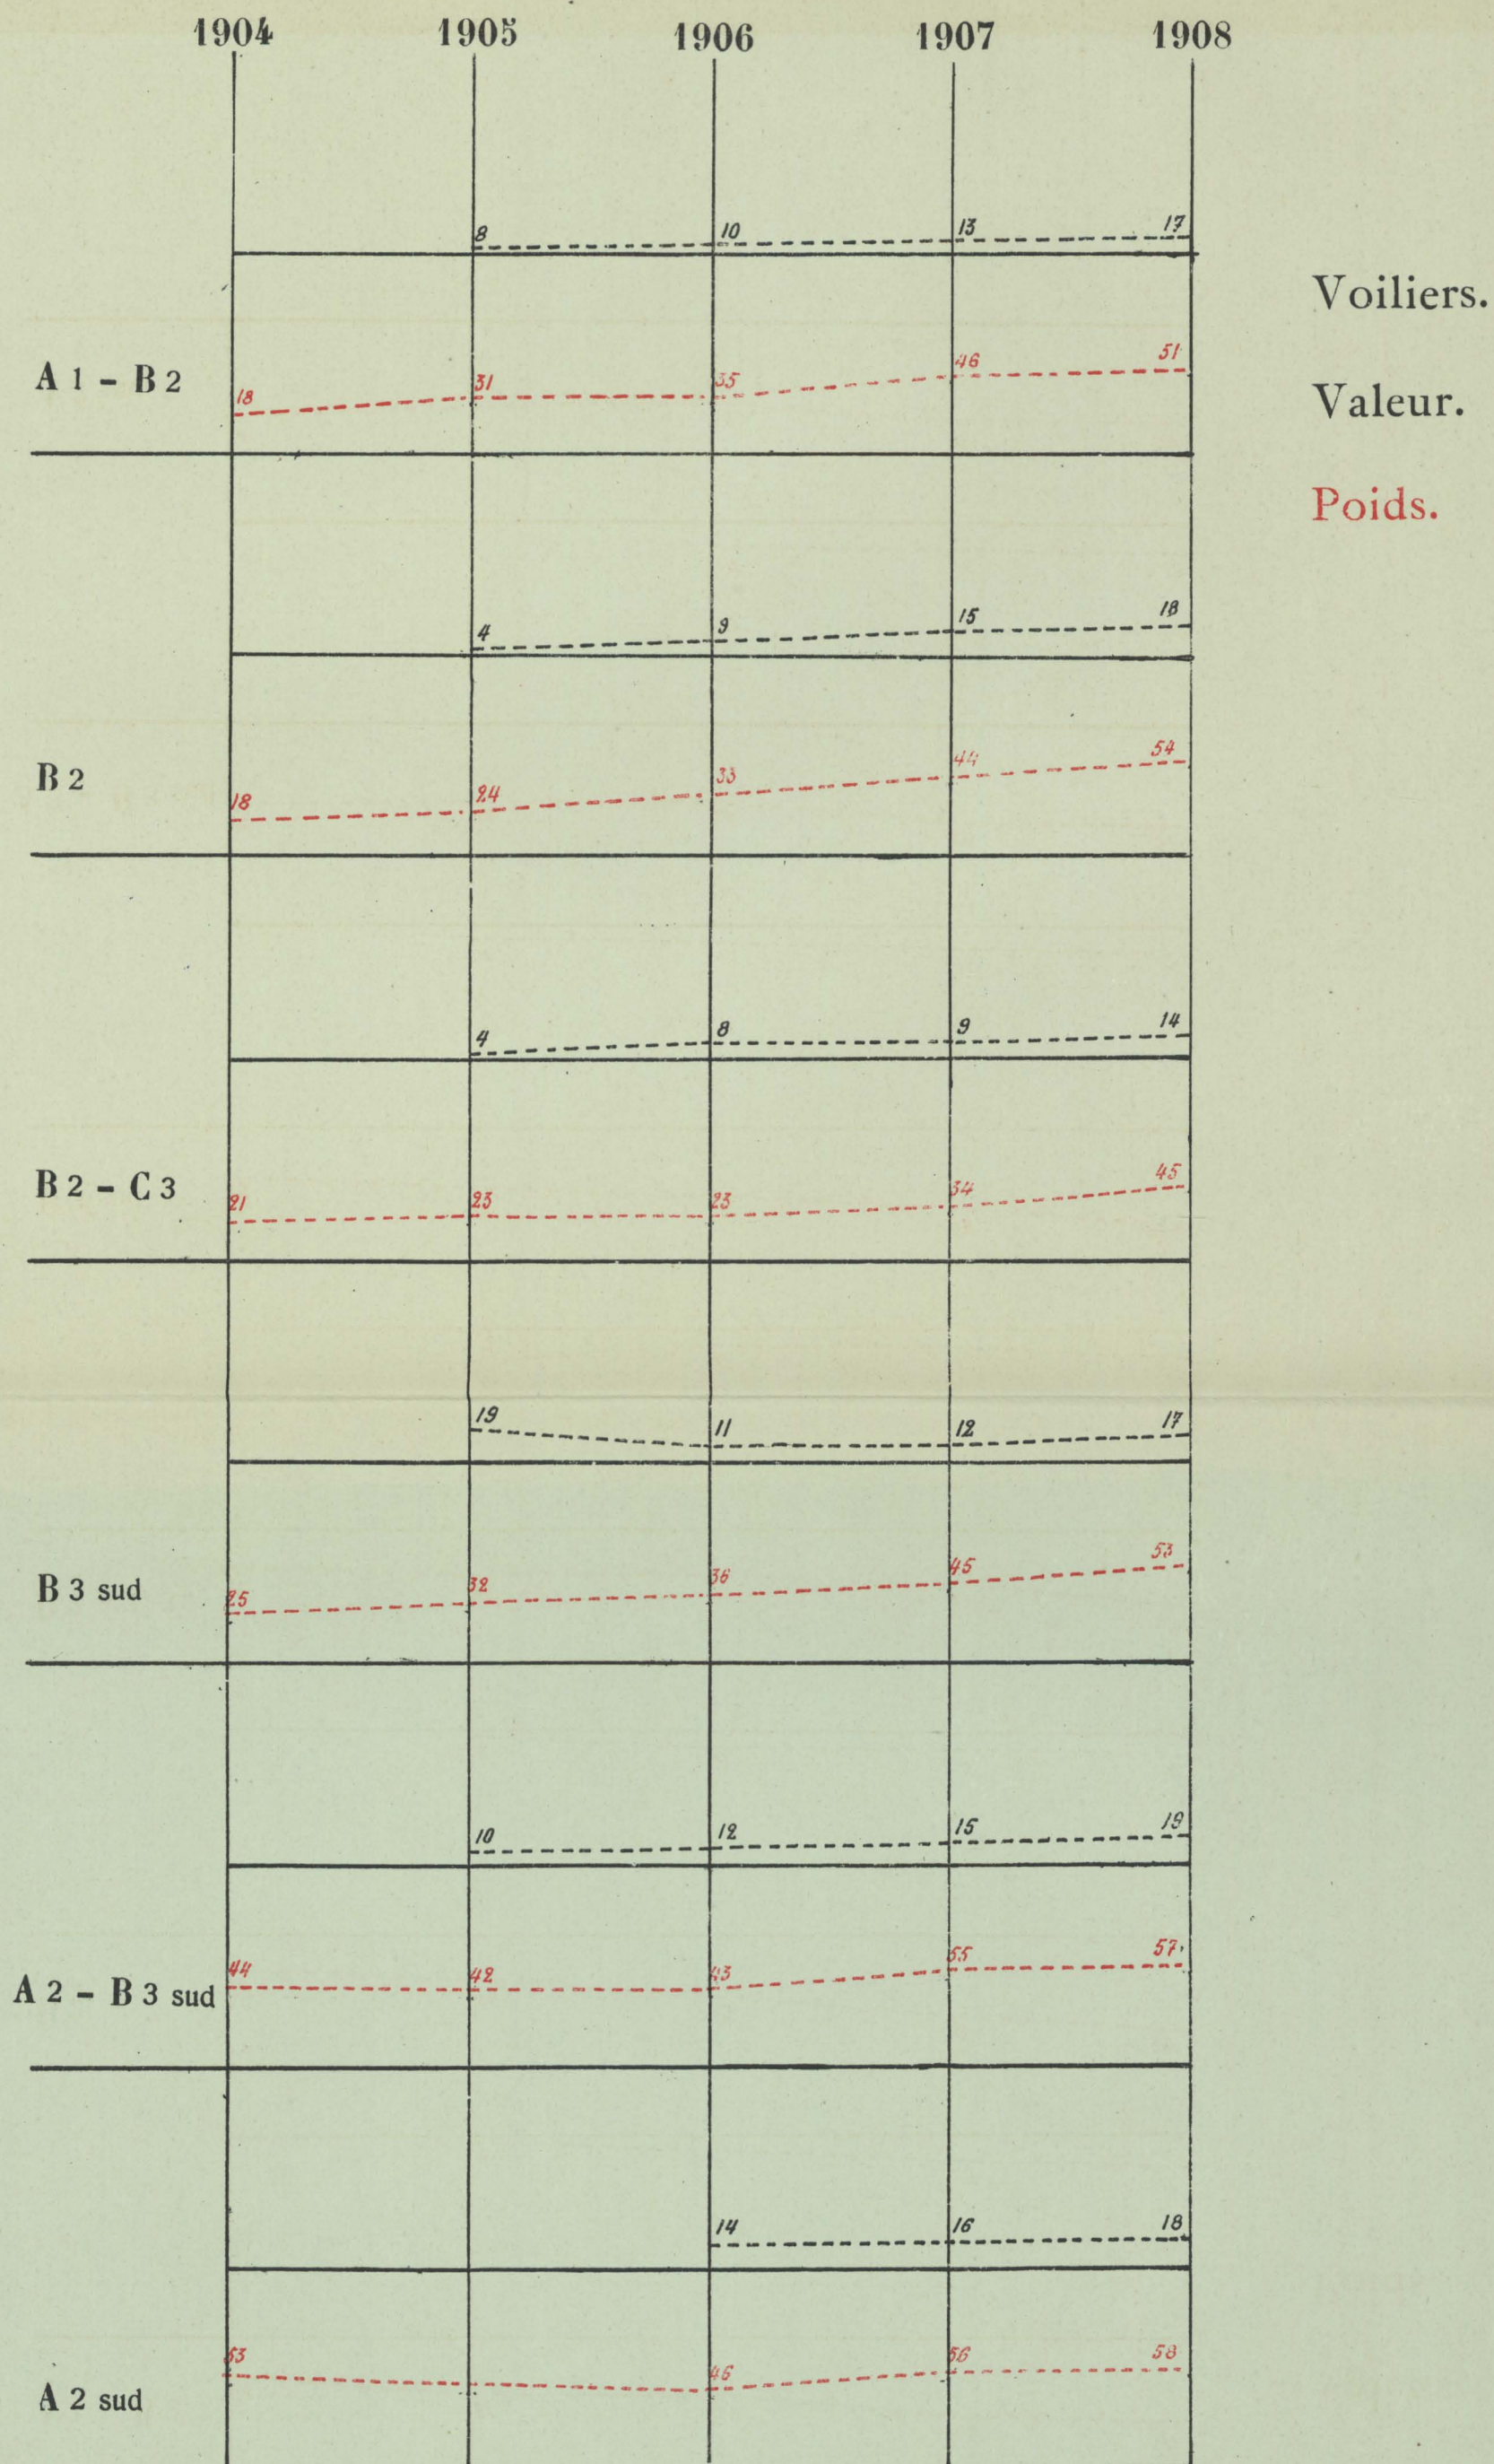 1904 1905 1906 1907 1908
8 10 13 17
Voiliers.
18 31 35 46 51
A 1 – B 2
Valeur.
Poids.
4 9 15 18
18 24 33 44 54
B 2
4 8 9 14
21 23 23 34 45
B 2 – C 3
19 11 12 17
25 32 36 45 53
B 3 sud
10 12 15 19
44 42 43 55 57
A 2 – B 3 sud
14 16 18
53 46 56 58
A 2 sud